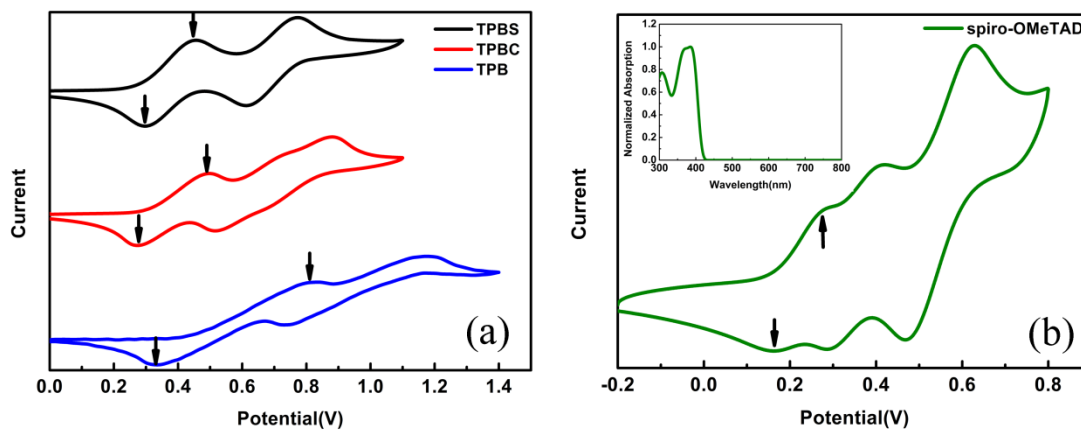 TPBS
TPBC
TPB
Current
(a)
0.0 0.2 0.4 0.6 0.8 1.0 1.2 1.4
Potential(V)
spiro-OMeTAD
Normalized Absorption
1.2
1.0
0.8
0.6
0.4
0.2
0.0
300 400 500 600 700 800
Wavelength(nm)
Current
(b)
-0.2 0.0 0.2 0.4 0.6 0.8
Potential(V)